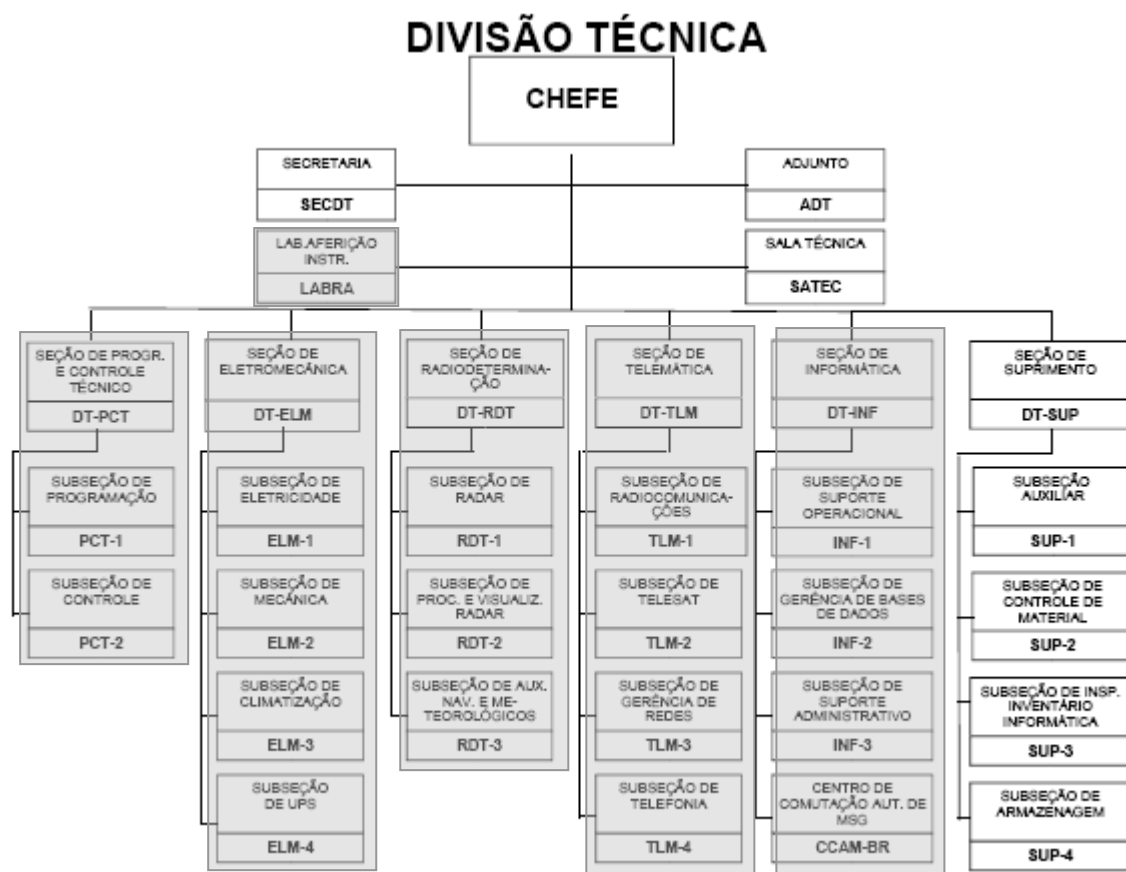 DIVISÃO TÉCNICA
CHEFE
SECRETARIA
SECDT
ADJUNTO
ADT
LAB.AFERIÇÃO
INSTR.
LABRA
SALA TÉCNICA
SATEC
SEÇÃO DE PROGR.
E CONTROLE
TÉCNICO
DT-PCT
SUBSEÇÃO DE
PROGRAMAÇÃO
PCT-1
SUBSEÇÃO DE
CONTROLE
PCT-2
SEÇÃO DE
ELETROMECÂNICA
DT-ELM
SUBSEÇÃO DE
ELETRICIDADE
ELM-1
SUBSEÇÃO DE
MECÂNICA
ELM-2
SUBSEÇÃO DE
CLIMATIZAÇÃO
ELM-3
SUBSEÇÃO
DE UPS
ELM-4
SEÇÃO DE
RADIODETERMINA-
ÇÃO
DT-RDT
SUBSEÇÃO DE
RADAR
RDT-1
SUBSEÇÃO DE
PROC. E VISUALIZ.
RADAR
RDT-2
SUBSEÇÃO DE AUX.
NAV. E ME-
TEOROLÓGICOS
RDT-3
SEÇÃO DE
TELEMÁTICA
DT-TLM
SUBSEÇÃO DE
RADIOCOMUNICA-
ÇÕES
TLM-1
SUBSEÇÃO DE
TELESAT
TLM-2
SUBSEÇÃO DE
GERÊNCIA DE
REDES
TLM-3
SUBSEÇÃO DE
TELEFONIA
TLM-4
SEÇÃO DE
INFORMÁTICA
DT-INF
SUBSEÇÃO DE
SUPORTE
OPERACIONAL
INF-1
SUBSEÇÃO DE
GERÊNCIA DE BASES
DE DADOS
INF-2
SUBSEÇÃO DE
SUPORTE
ADMINISTRATIVO
INF-3
CENTRO DE
COMUTAÇÃO AUT. DE
MSG
CCAM-BR
SEÇÃO DE
SUPRIMENTO
DT-SUP
SUBSEÇÃO
AUXILIAR
SUP-1
SUBSEÇÃO DE
CONTROLE DE
MATERIAL
SUP-2
SUBSEÇÃO DE INSP.
INVENTÁRIO
INFORMÁTICA
SUP-3
SUBSEÇÃO DE
ARMAZENAGEM
SUP-4